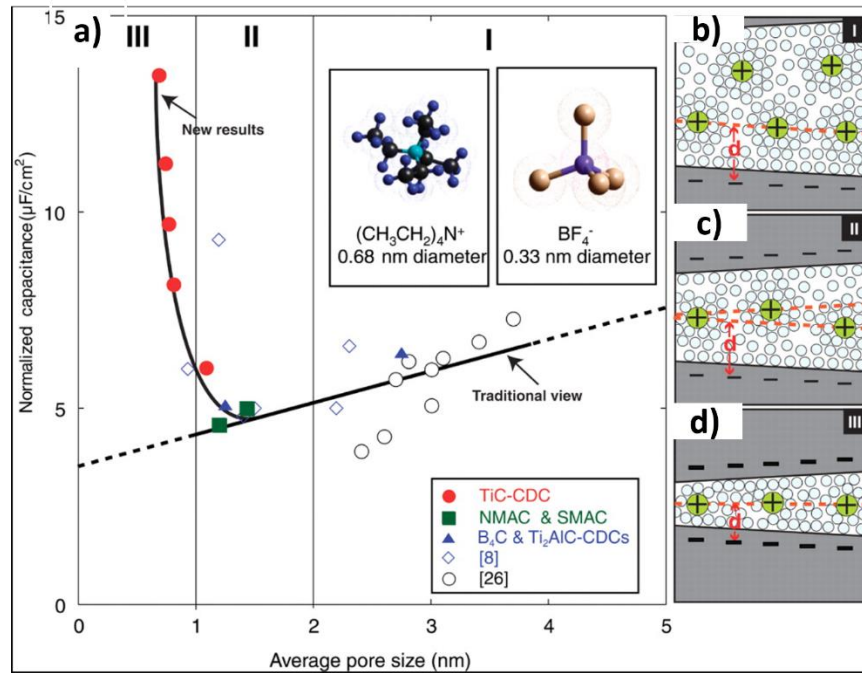 a)
III
II
I
15
10
5
0
Normalized capacitance (µF/cm²)
New results
(CH₃CH₂)₄N⁺
0.68 nm diameter
BF₄⁻
0.33 nm diameter
Traditional view
TiC-CDC
NMAC & SMAC
B₄C & Ti₂AlC-CDCs
[8]
[26]
0
1
2
3
4
5
Average pore size (nm)
b)
I
d
c)
II
d
d)
III
d